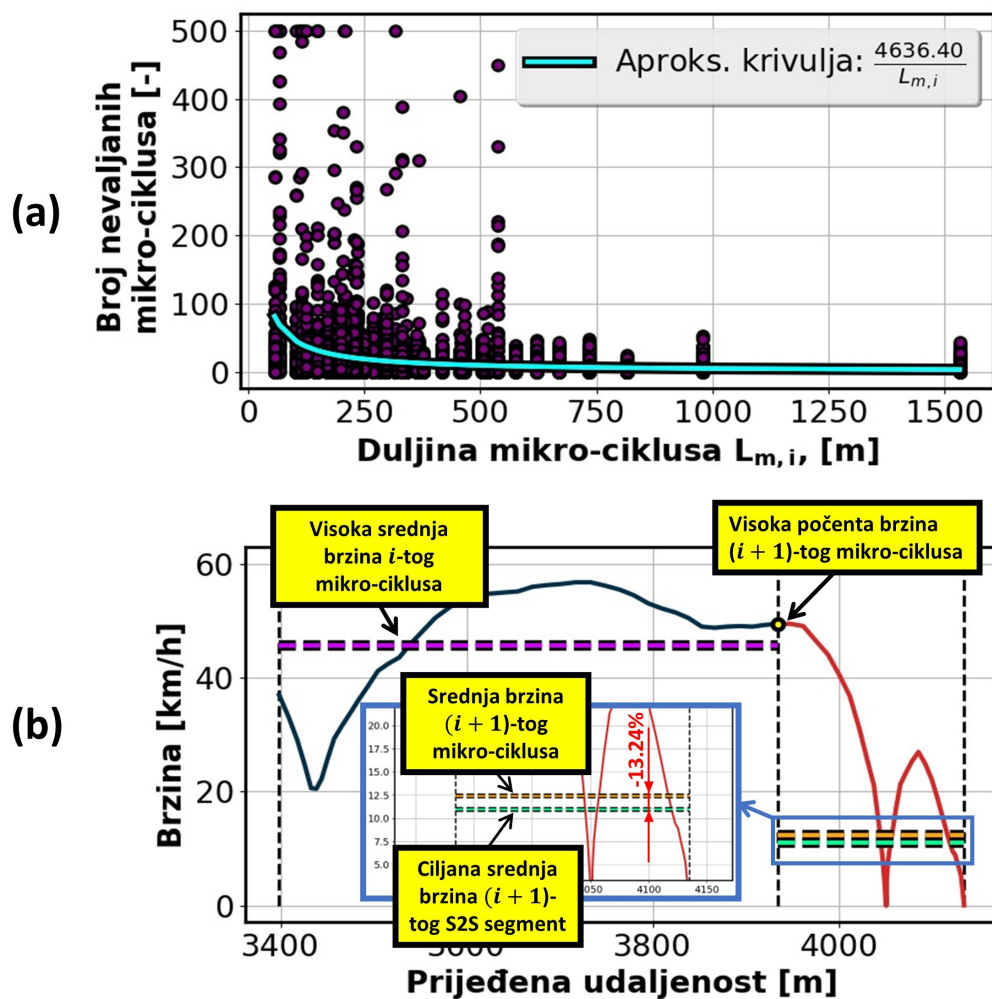 (a)
Broj nevaljanih
mikro-ciklusa [-]
500
400
300
200
100
0
Aproks. krivulja: 4636.40 / L_{m,i}
0 250 500 750 1000 1250 1500
Duljina mikro-ciklusa L_{m,i}, [m]
(b)
Brzina [km/h]
60
40
20
0
Visoka srednja
brzina i-tog
mikro-ciklusa
Visoka počenta brzina
(i + 1)-tog mikro-ciklusa
Srednja brzina
(i + 1)-tog
mikro-ciklusa
22.5
20.0
17.5
15.0
12.5
10.0
7.5
5.0
-13.24%
4100 4150
Ciljana srednja
brzina (i + 1)-
tog S2S segment
3400 3800 4000
Prijeđena udaljenost [m]